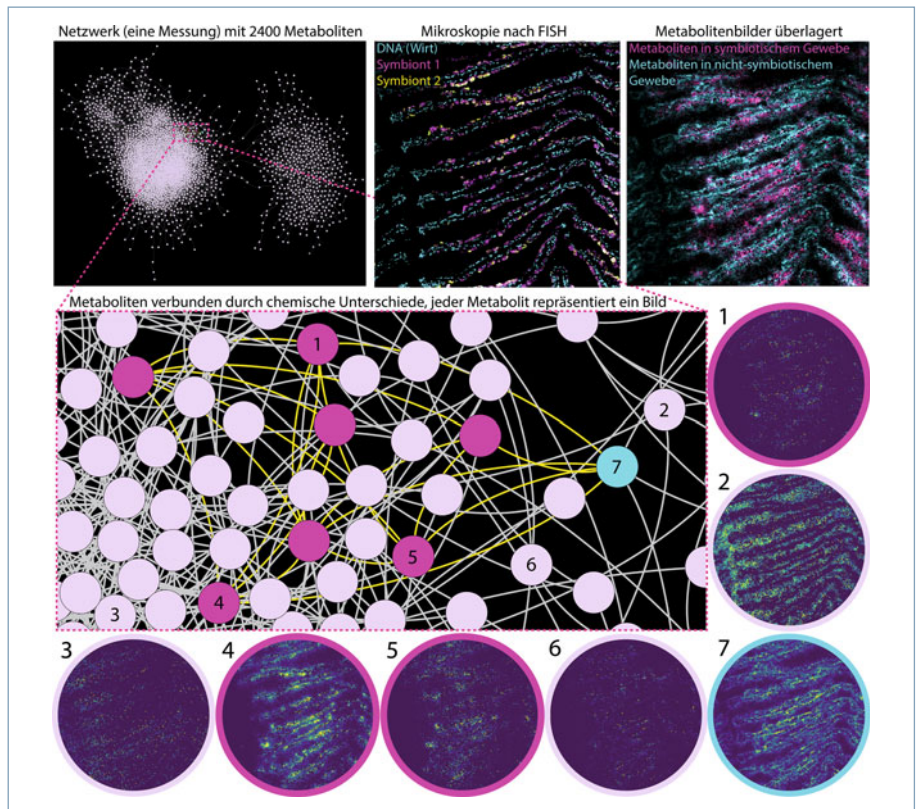 Netzwerk (eine Messung) mit 2400 Metaboliten
Mikroskopie nach FISH
Metabolitenbilder überlagert
DNA (Wirt)
Symbiont 1
Symbiont 2
Metaboliten in symbiotischem Gewebe
Metaboliten in nicht-symbiotischem
Gewebe
Metaboliten verbunden durch chemische Unterschiede, jeder Metabolit repräsentiert ein Bild
1
2
7
5
6
4
3
1
2
3
4
5
6
7